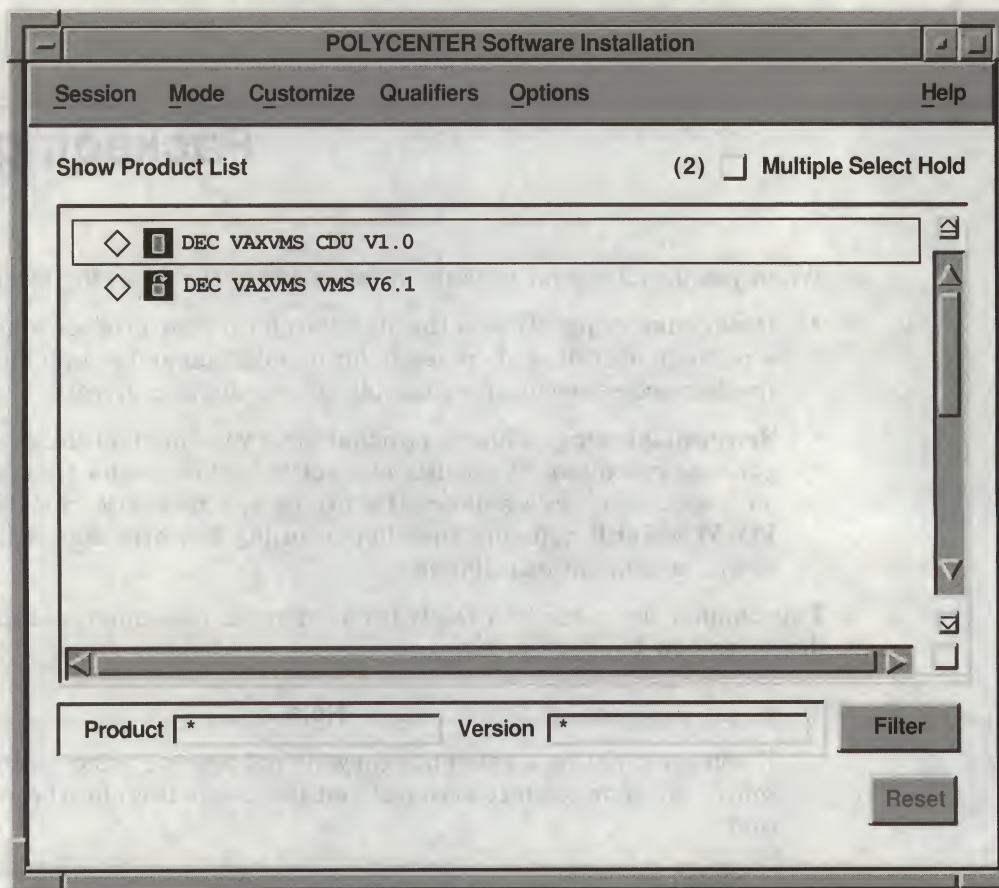 POLYCENTER Software Installation
Session Mode Customize Qualifiers Options Help
Show Product List (2) Multiple Select Hold
DEC VAXVMS CDU V1.0
DEC VAXVMS VMS V6.1
Product * Version * Filter
Reset